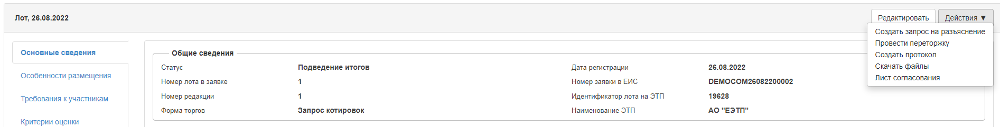 Лот, 26.08.2022
Редактировать
Действия ▼
Создать запрос на разъяснение
Провести переторжку
Создать протокол
Скачать файлы
Лист согласования
Основные сведения
Особенности размещения
Требования к участникам
Критерии оценки
Общие сведения
Статус Подведение итогов Дата регистрации 26.08.2022
Номер лота в заявке 1 Номер заявки в ЕИС DEMOCOM26082200002
Номер редакции 1 Идентификатор лота на ЭТП 19628
Форма торгов Запрос котировок Наименование ЭТП АО "ЕЭТП"